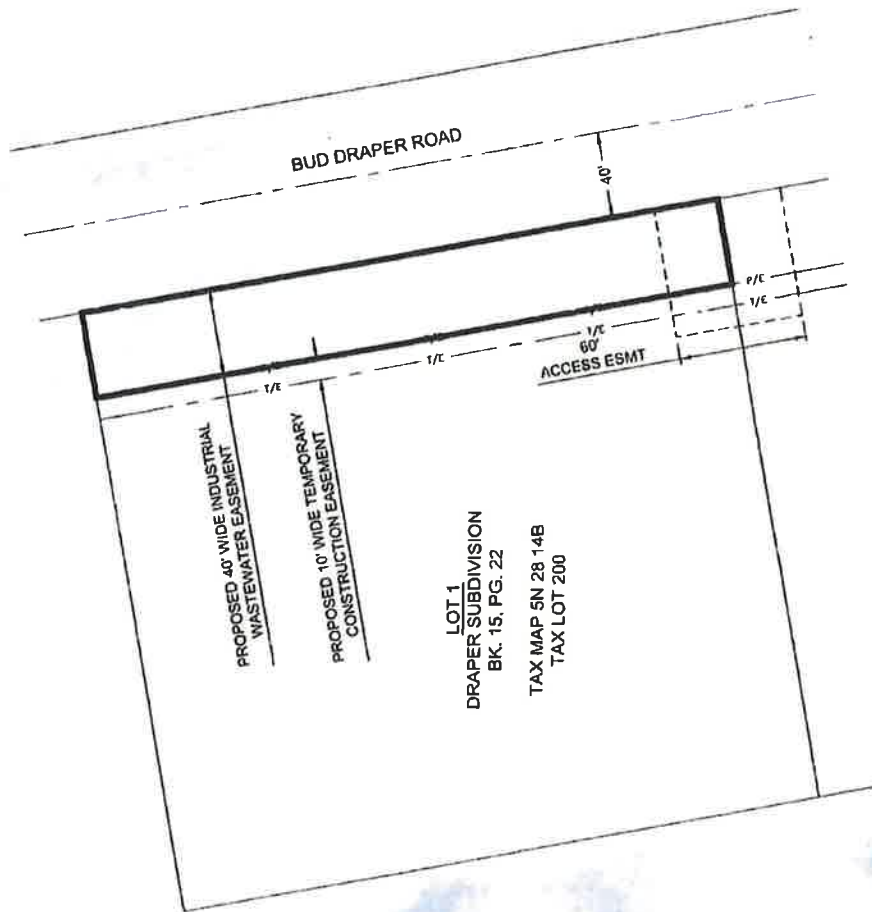 BUD DRAPER ROAD
40'
P/E
T/E
T/E
T/E
T/E
60'
ACCESS ESMT
PROPOSED 40' WIDE INDUSTRIAL
WASTEWATER EASEMENT
PROPOSED 10' WIDE TEMPORARY
CONSTRUCTION EASEMENT
LOT 1
DRAPER SUBDIVISION
BK. 15, PG. 22
TAX MAP 5N 28 14B
TAX LOT 200